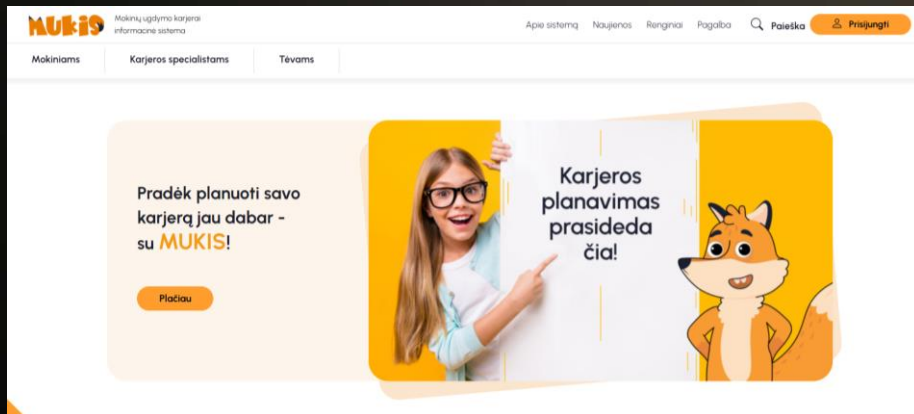 MUKIS
Mokinių ugdymo karjerai
informacinė sistema
Apie sistemą Naujienos Renginiai Pagalba Paieška Prisijungti
Mokiniams Karjeros specialistams Tėvams
Pradėk planuoti savo
karjerą jau dabar -
su MUKIS!
Plačiau
Karjeros
planavimas
prasideda
čia!